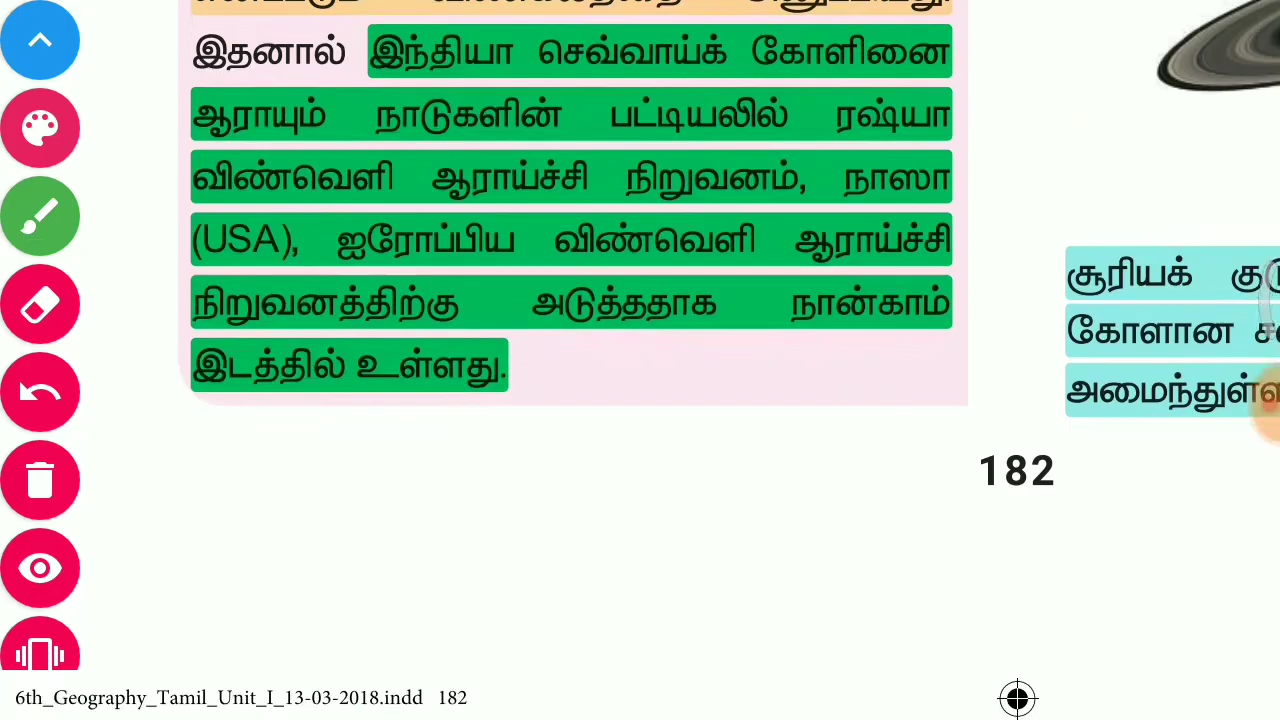 இதனால் இந்தியா செவ்வாய்க் கோளினை
ஆராயும் நாடுகளின் பட்டியலில் ரஷ்யா
விண்வெளி ஆராய்ச்சி நிறுவனம், நாஸா
(USA), ஐரோப்பிய விண்வெளி ஆராய்ச்சி
நிறுவனத்திற்கு அடுத்ததாக நான்காம்
இடத்தில் உள்ளது.
சூரியக்
கோளான
182
6th_Geography_Tamil_Unit_I_13-03-2018.indd 182